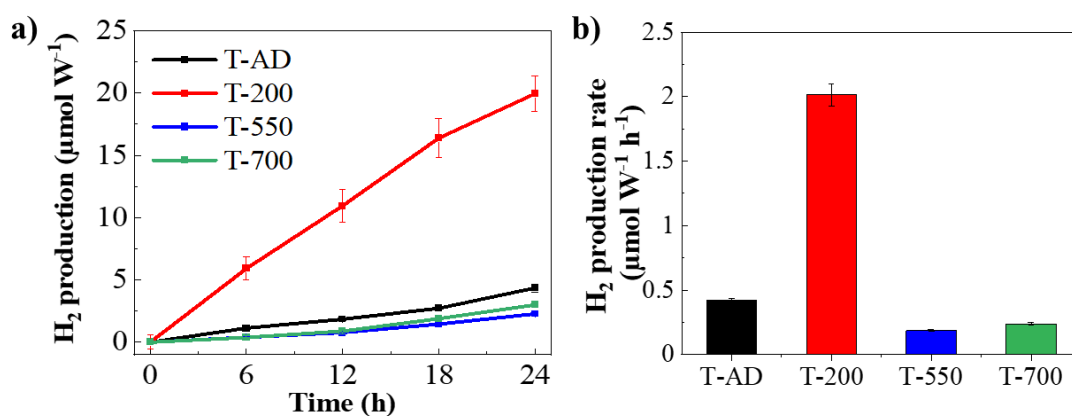 a)
H₂ production (μmol W⁻¹)
25
20
15
10
5
0
T-AD
T-200
T-550
T-700
0 6 12 18 24
Time (h)
b)
H₂ production rate
(μmol W⁻¹ h⁻¹)
2.5
2
1.5
1
0.5
0
T-AD T-200 T-550 T-700